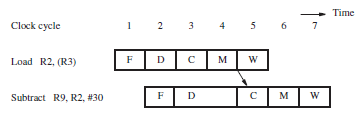 Time
Clock cycle 1 2 3 4 5 6 7
Load R2, (R3) F D C M W
Subtract R9, R2, #30 F D C M W